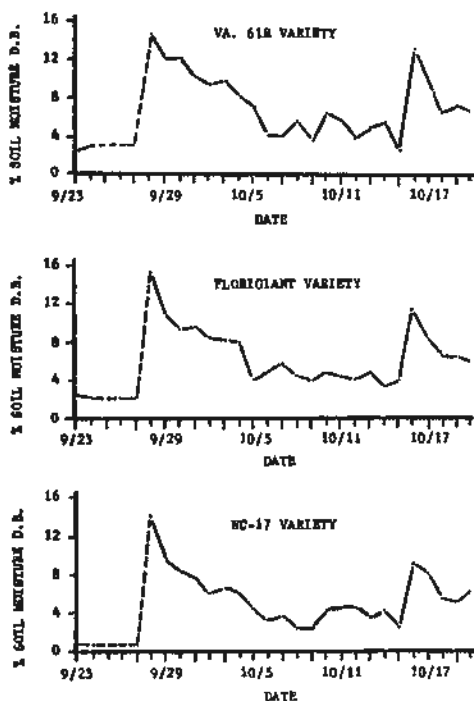 VA. 61R VARIETY
% SOIL MOISTURE D.B.
16
12
8
4
0
9/23 9/29 10/5 10/11 10/17
DATE
FLORIGIANT VARIETY
% SOIL MOISTURE D.B.
16
12
8
4
0
9/23 9/29 10/5 10/11 10/17
DATE
NC-17 VARIETY
% SOIL MOISTURE D.B.
16
12
8
4
0
9/23 9/29 10/5 10/11 10/17
DATE